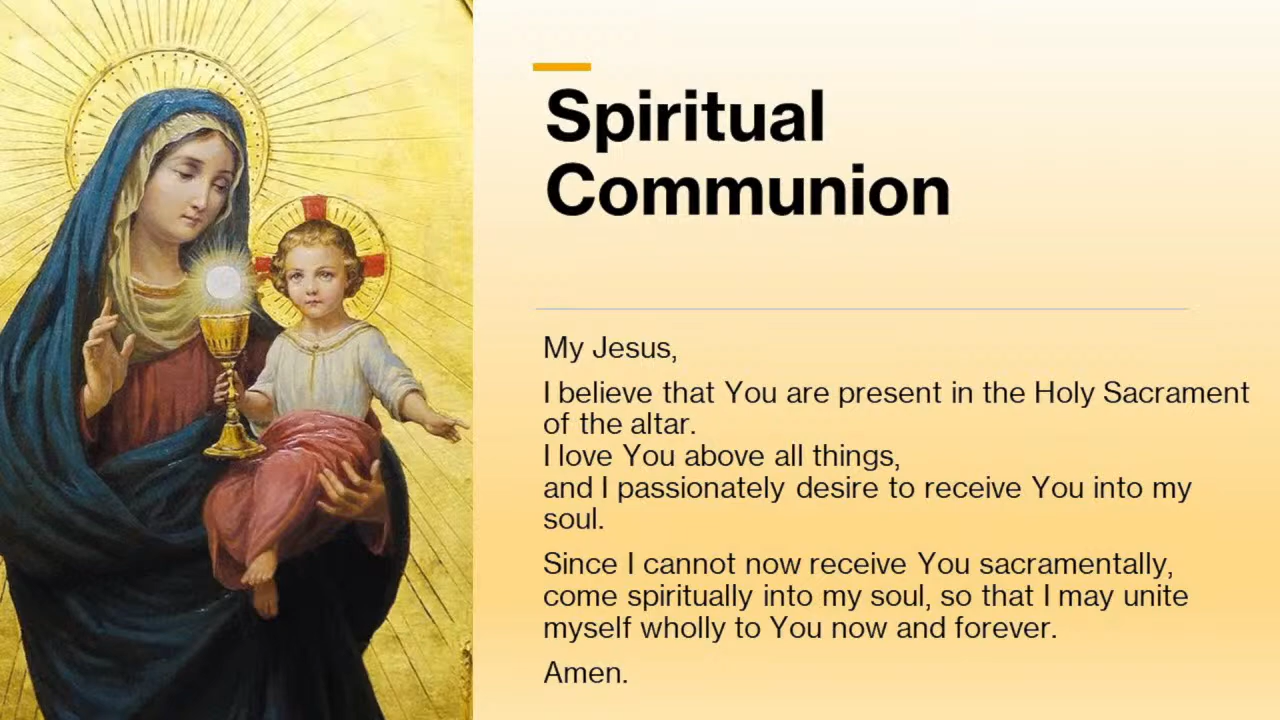 Spiritual
Communion
My Jesus,
I believe that You are present in the Holy Sacrament
of the altar.
I love You above all things,
and I passionately desire to receive You into my
soul.
Since I cannot now receive You sacramentally,
come spiritually into my soul, so that I may unite
myself wholly to You now and forever.
Amen.